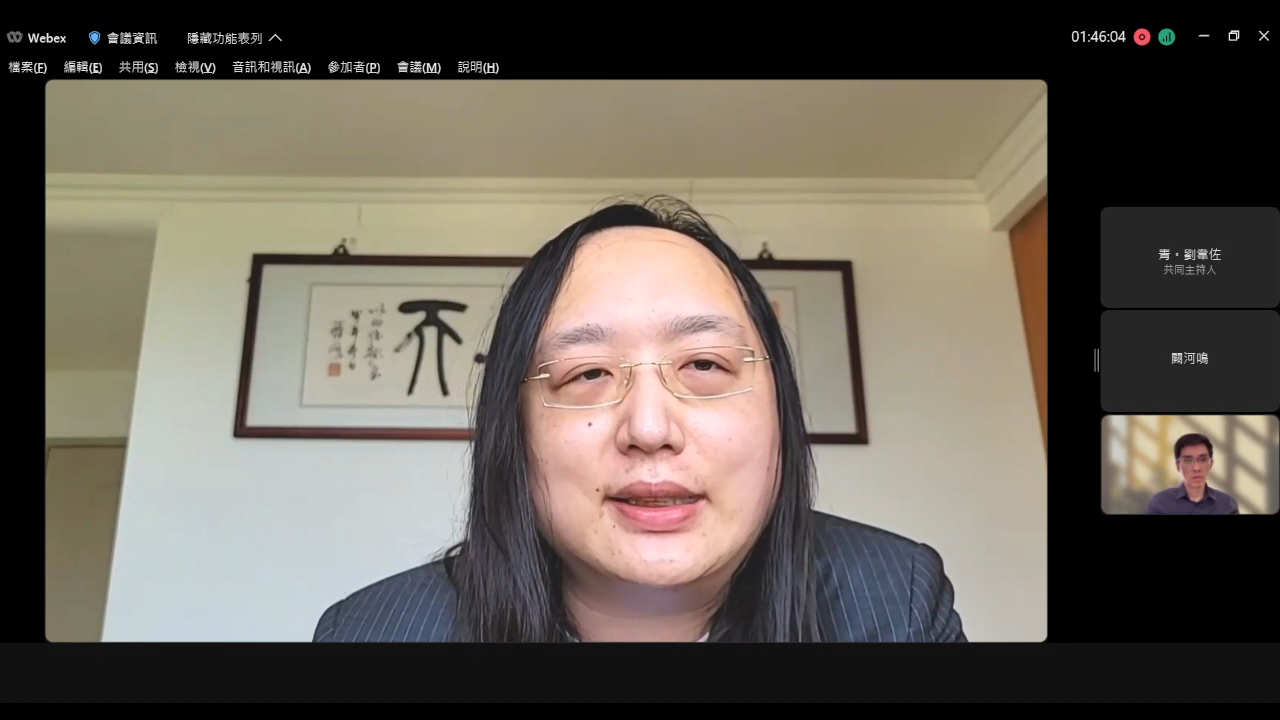 Webex
會議資訊
隱藏功能表列
01:46:04
檔案(F)
編輯(E)
共用(S)
檢視(V)
音訊和視訊(A)
參加者(P)
會議(M)
說明(H)
青・劉韋佐
共同主持人
闕河鳴